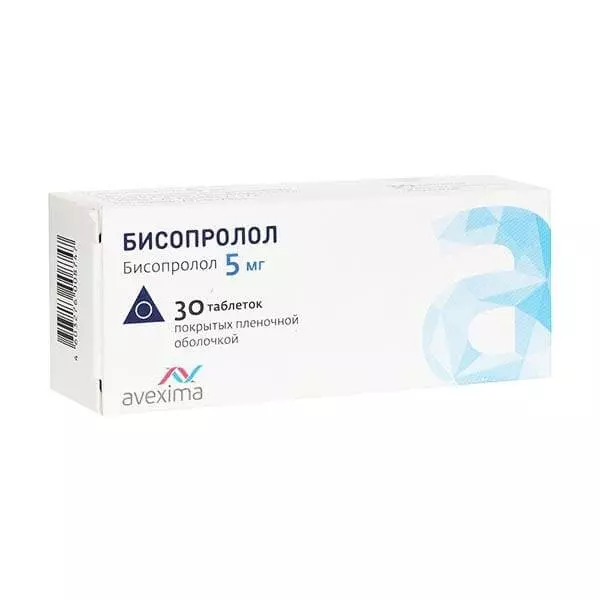 БИСОПРОЛОЛ
Бисопролол 5 мг
30 таблеток
покрытых пленочной
оболочкой
avexima